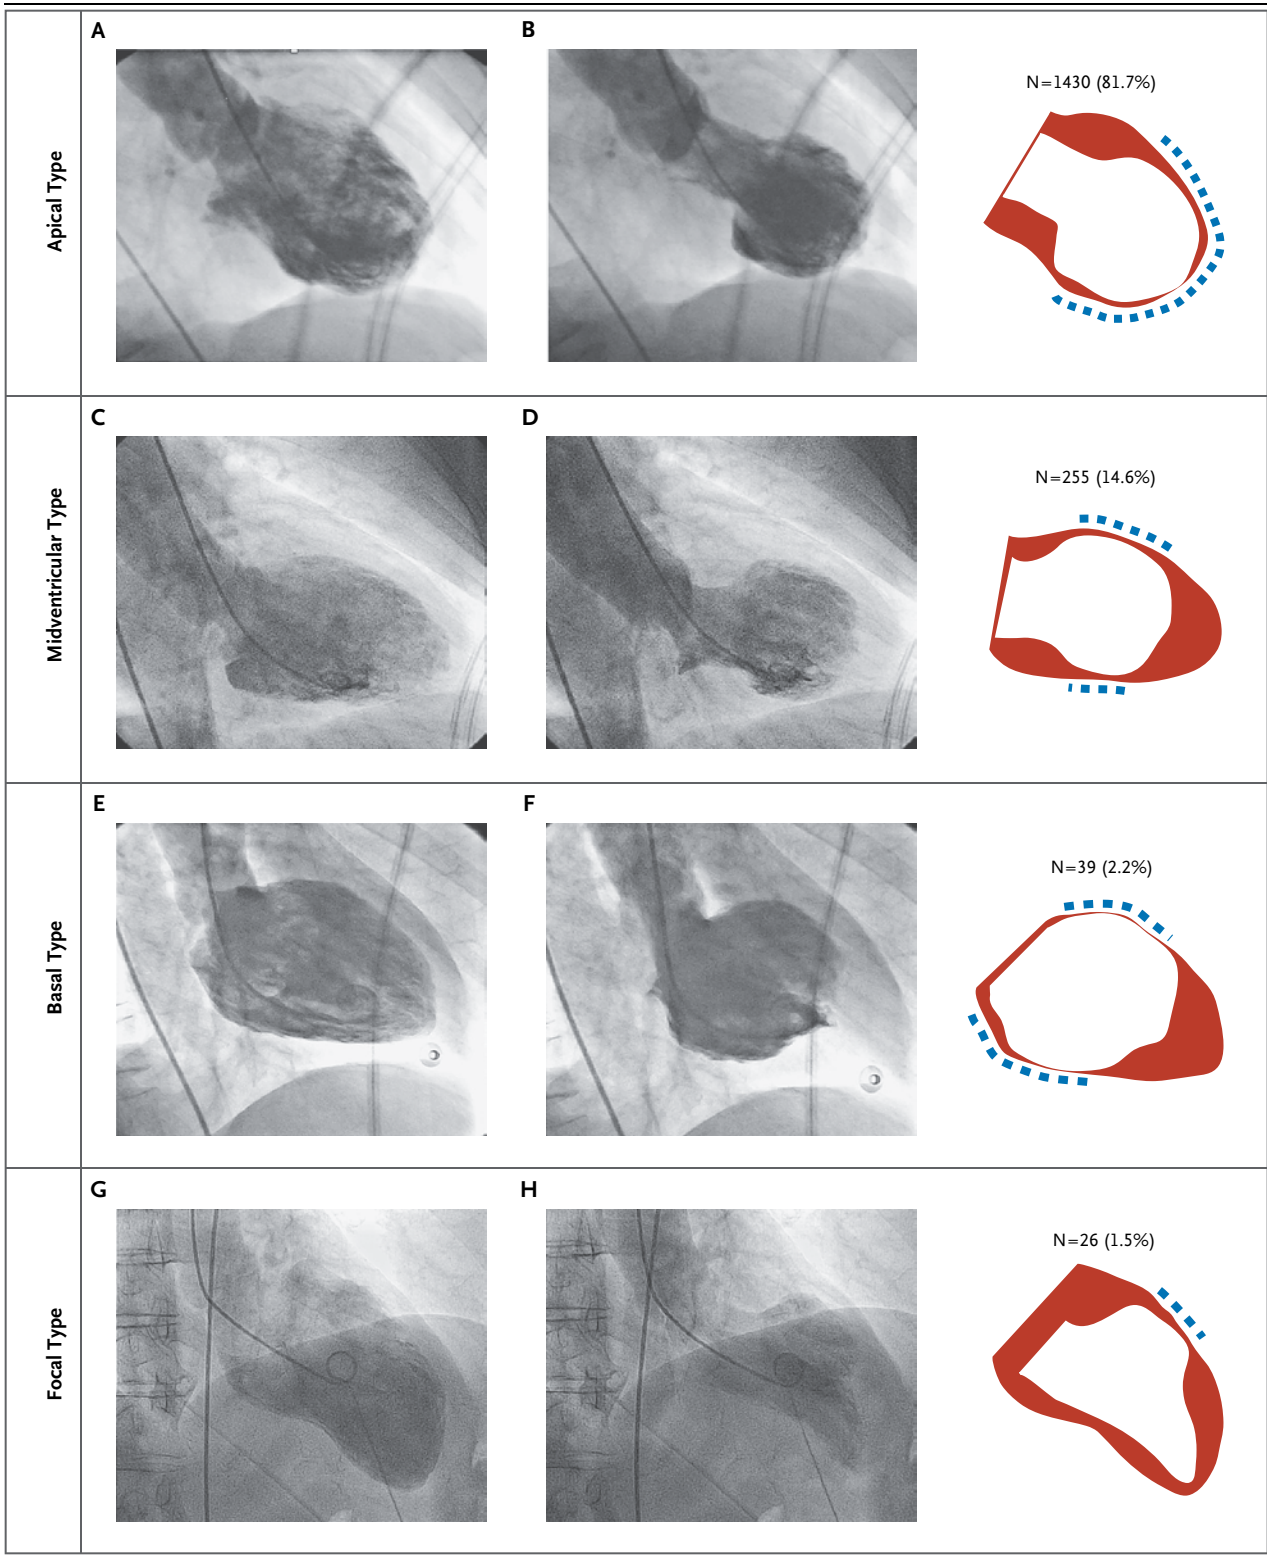 A
B
N=1430 (81.7%)
Apical Type
C
D
N=255 (14.6%)
Midventricular Type
E
F
N=39 (2.2%)
Basal Type
G
H
N=26 (1.5%)
Focal Type